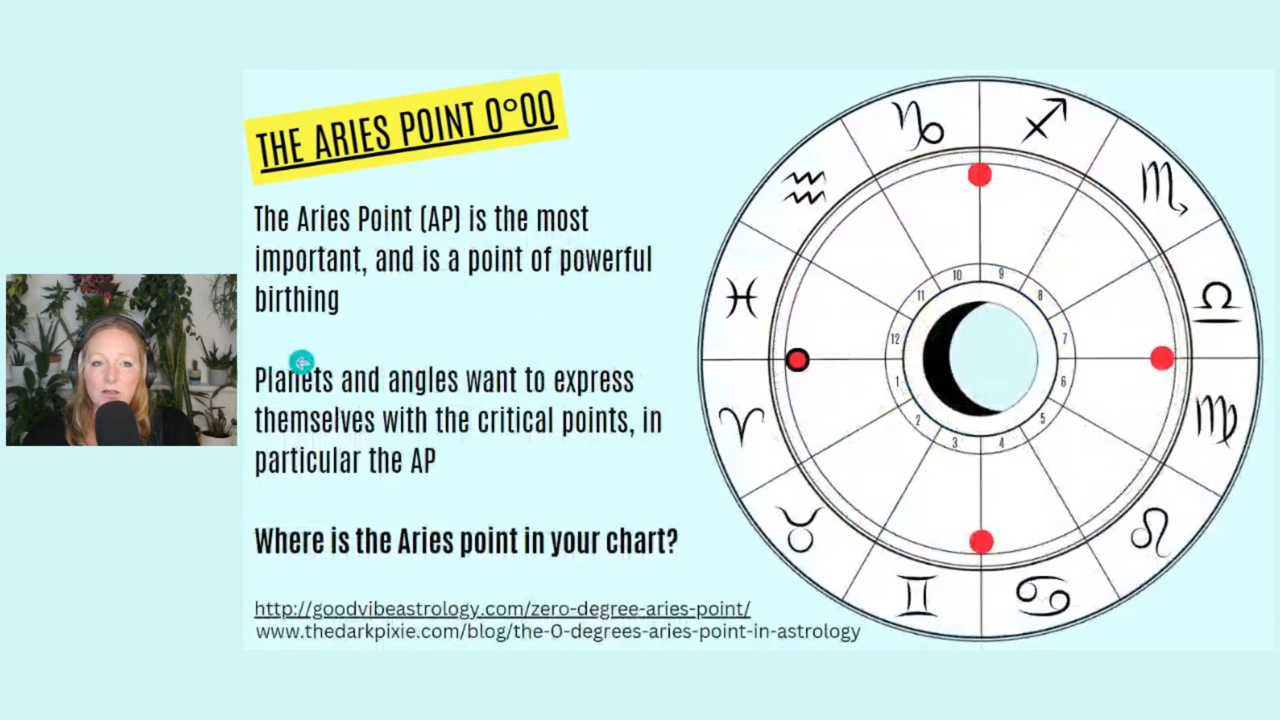 THE ARIES POINT 0°00
The Aries Point (AP) is the most
important, and is a point of powerful
birthing
Planets and angles want to express
themselves with the critical points, in
particular the AP
Where is the Aries point in your chart?
http://goodvibeastrology.com/zero-degree-aries-point/
www.thedarkpixie.com/blog/the-0-degrees-aries-point-in-astrology
♑ ♐
♒ ♏
♓ ♎
♈ ♍
♉ ♌
♊ ♋
10 9
11 8
12 7
1 6
2 5
3 4